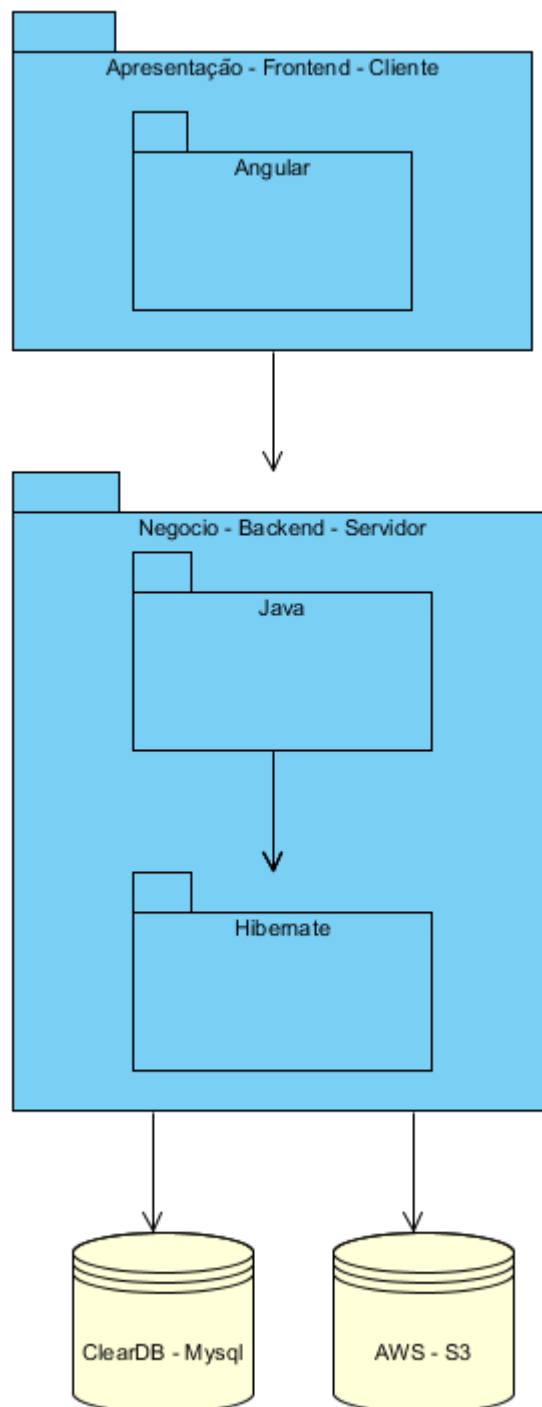 Apresentação - Frontend - Cliente
Angular
Negocio - Backend - Servidor
Java
Hibernate
ClearDB - Mysql
AWS - S3